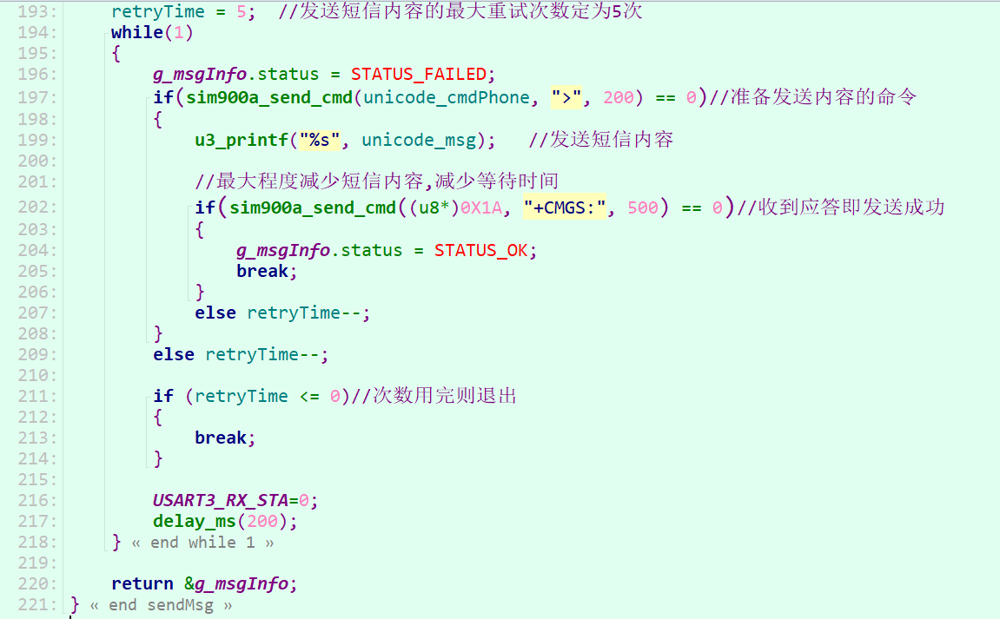 193:    retryTime = 5;  //发送短信内容的最大重试次数定为5次
194:    while(1)
195:    {
196:        g_msgInfo.status = STATUS_FAILED;
197:        if(sim900a_send_cmd(unicode_cmdPhone, ">", 200) == 0)//准备发送内容的命令
198:        {
199:            u3_printf("%s", unicode_msg);   //发送短信内容
200:
201:            //最大程度减少短信内容,减少等待时间
202:            if(sim900a_send_cmd((u8*)0X1A, "+CMGS:", 500) == 0)//收到应答即发送成功
203:            {
204:                g_msgInfo.status = STATUS_OK;
205:                break;
206:            }
207:            else retryTime--;
208:        }
209:        else retryTime--;
210:
211:        if (retryTime <= 0)//次数用完则退出
212:        {
213:            break;
214:        }
215:
216:        USART3_RX_STA=0;
217:        delay_ms(200);
218:    } « end while 1 »
219:
220:    return &g_msgInfo;
221: } « end sendMsg »